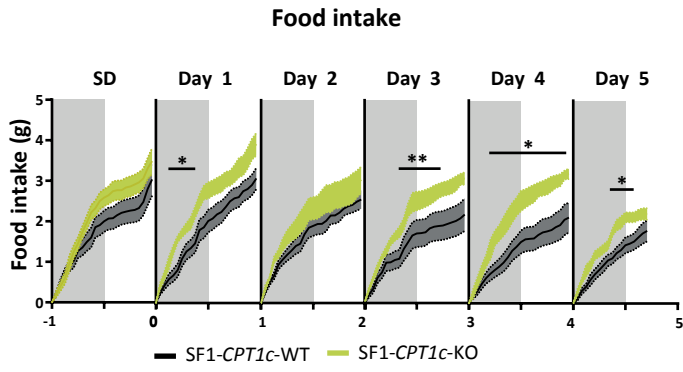 Food intake
SD Day 1 Day 2 Day 3 Day 4 Day 5
Food intake (g)
5
4
3
2
1
0
* ** * *
-1 0 1 2 3 4 5
SF1-CPT1c-WT SF1-CPT1c-KO